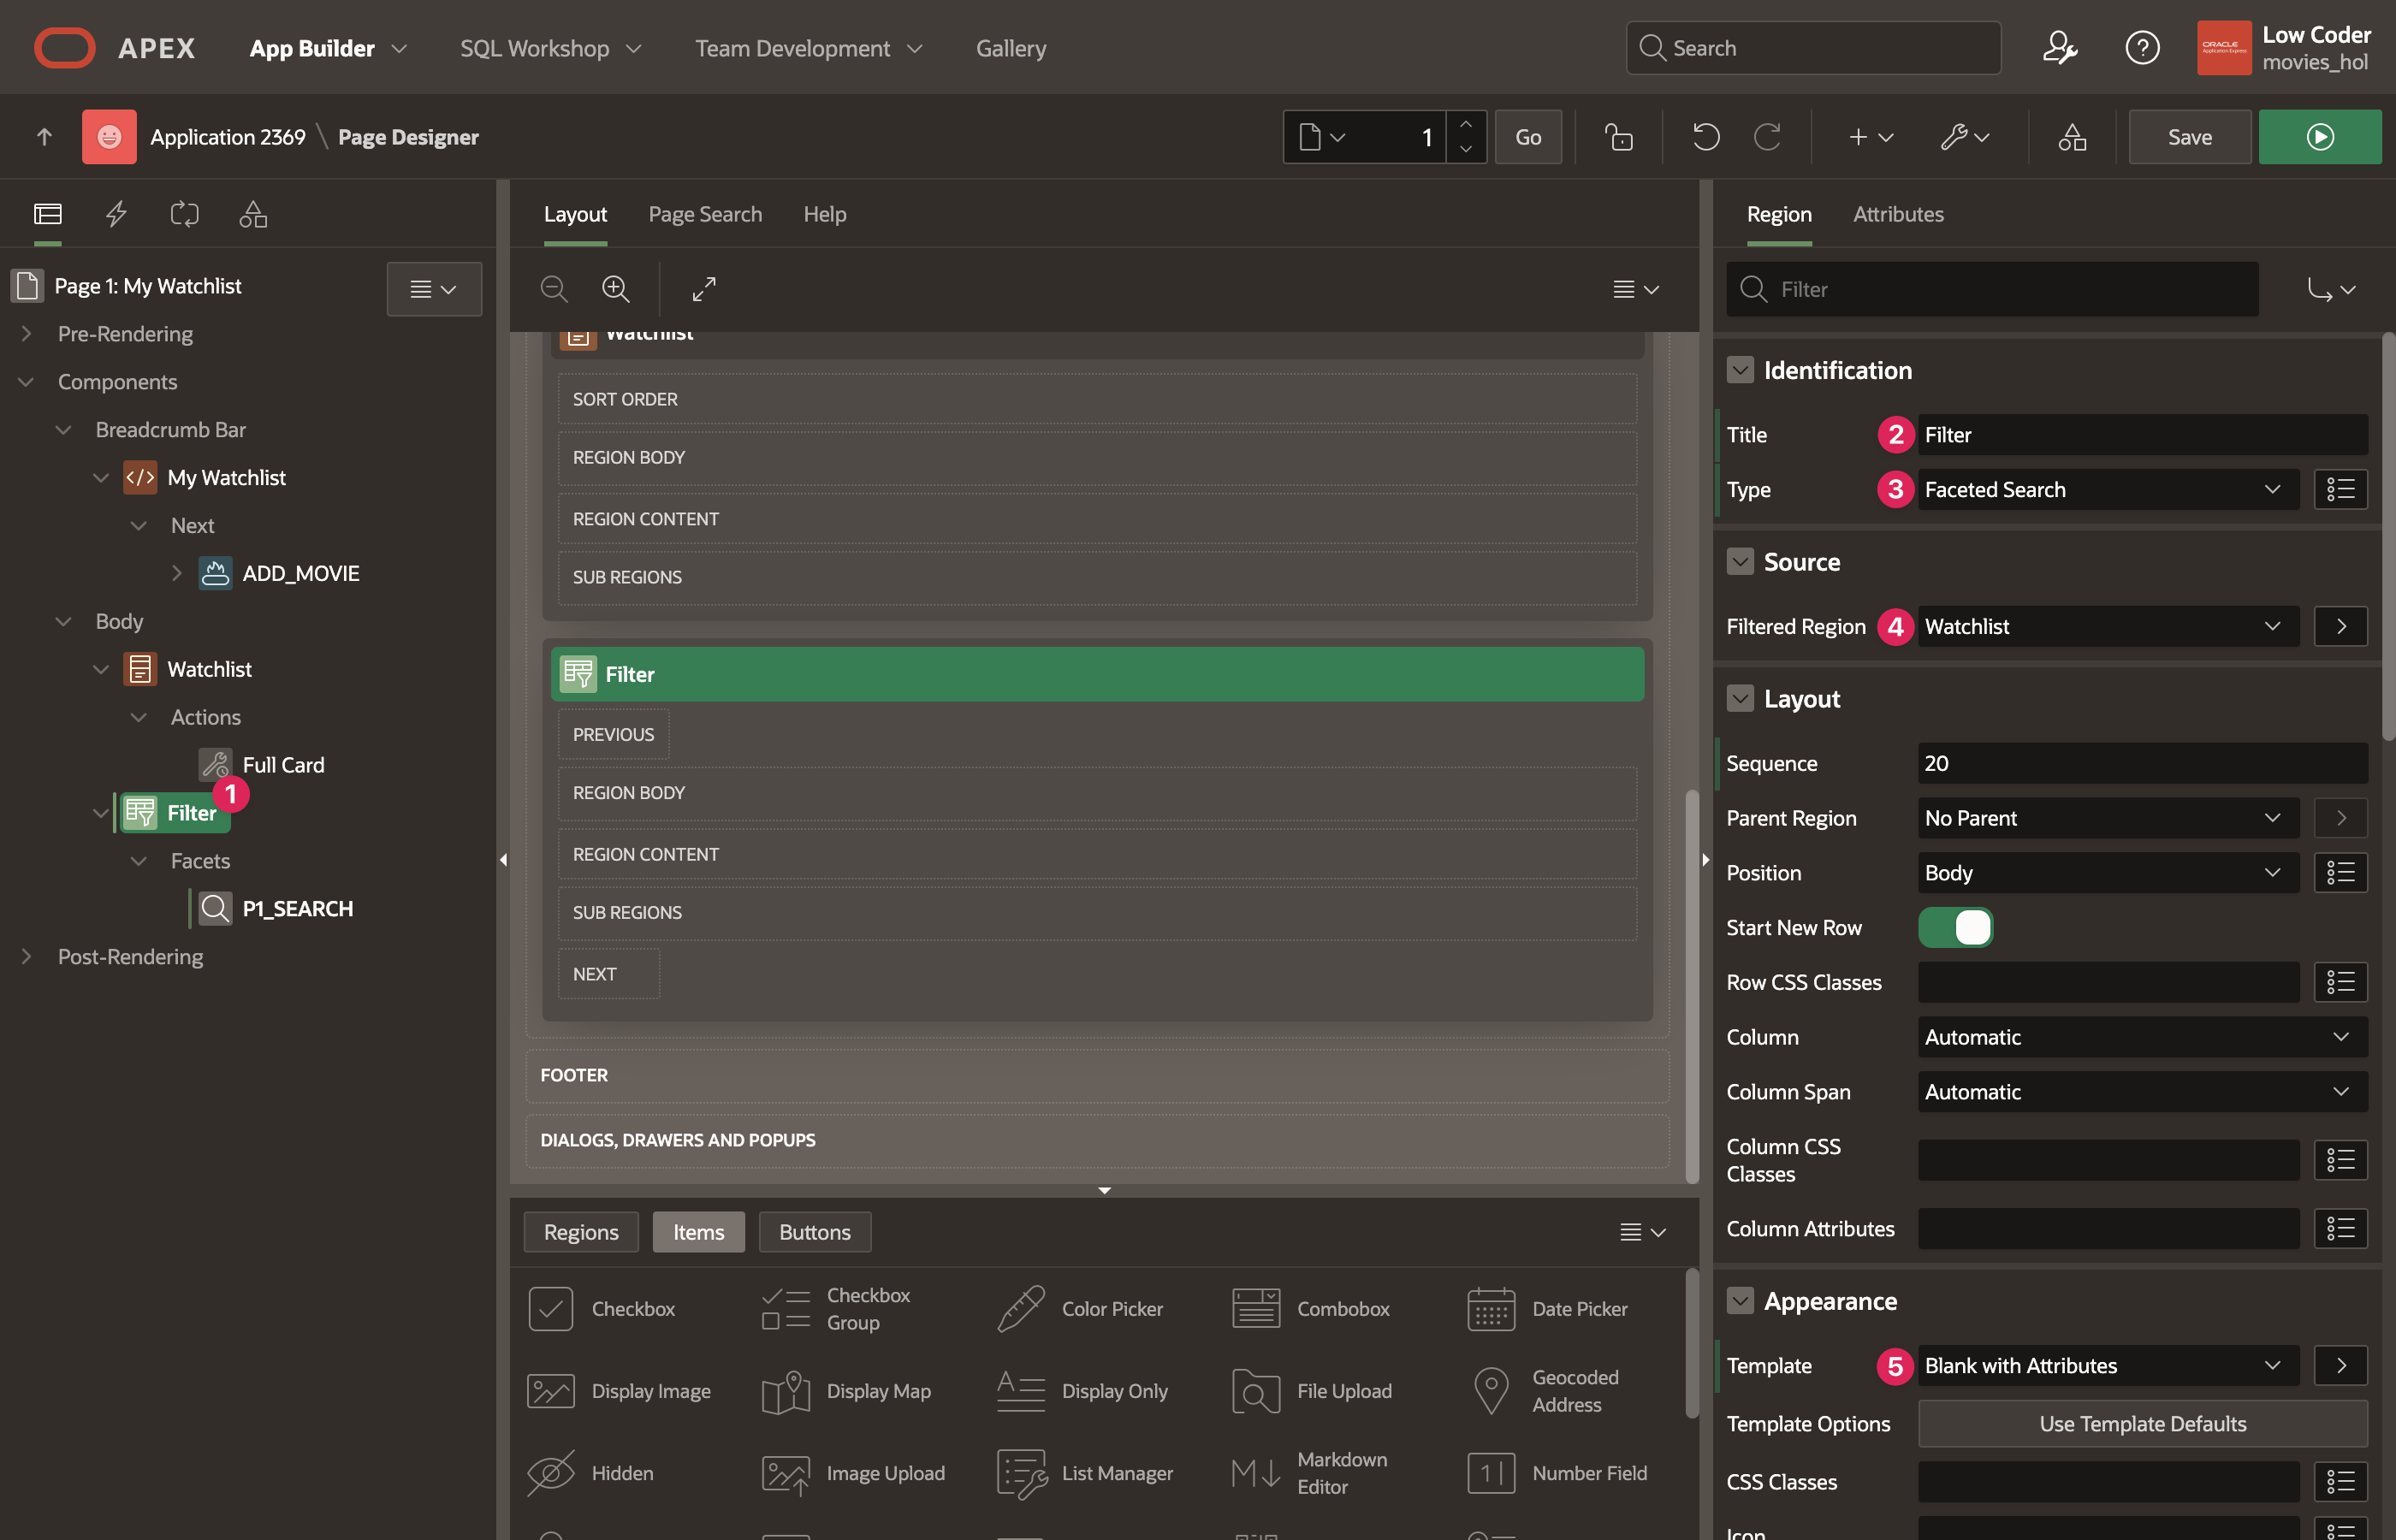 APEX
App Builder
SQL Workshop
Team Development
Gallery
Search
Low Coder
movies_hol
ORACLE
Application Express
Application 2369 \ Page Designer
1
Go
Save
Page 1: My Watchlist
Pre-Rendering
Components
Breadcrumb Bar
My Watchlist
Next
ADD_MOVIE
Body
Watchlist
Actions
Full Card
1
Filter
Facets
P1_SEARCH
Post-Rendering
Layout
Page Search
Help
Watchlist
SORT ORDER
REGION BODY
REGION CONTENT
SUB REGIONS
Filter
PREVIOUS
REGION BODY
REGION CONTENT
SUB REGIONS
NEXT
FOOTER
DIALOGS, DRAWERS AND POPUPS
Regions
Items
Buttons
Checkbox
Checkbox
Group
Color Picker
Combobox
Date Picker
Display Image
Display Map
Display Only
File Upload
Geocoded
Address
Hidden
Image Upload
List Manager
Markdown
Editor
Number Field
Region
Attributes
Filter
Identification
Title 2 Filter
Type 3 Faceted Search
Source
Filtered Region 4 Watchlist
Layout
Sequence 20
Parent Region No Parent
Position Body
Start New Row
Row CSS Classes
Column Automatic
Column Span Automatic
Column CSS
Classes
Column Attributes
Appearance
Template 5 Blank with Attributes
Template Options Use Template Defaults
CSS Classes
Icon